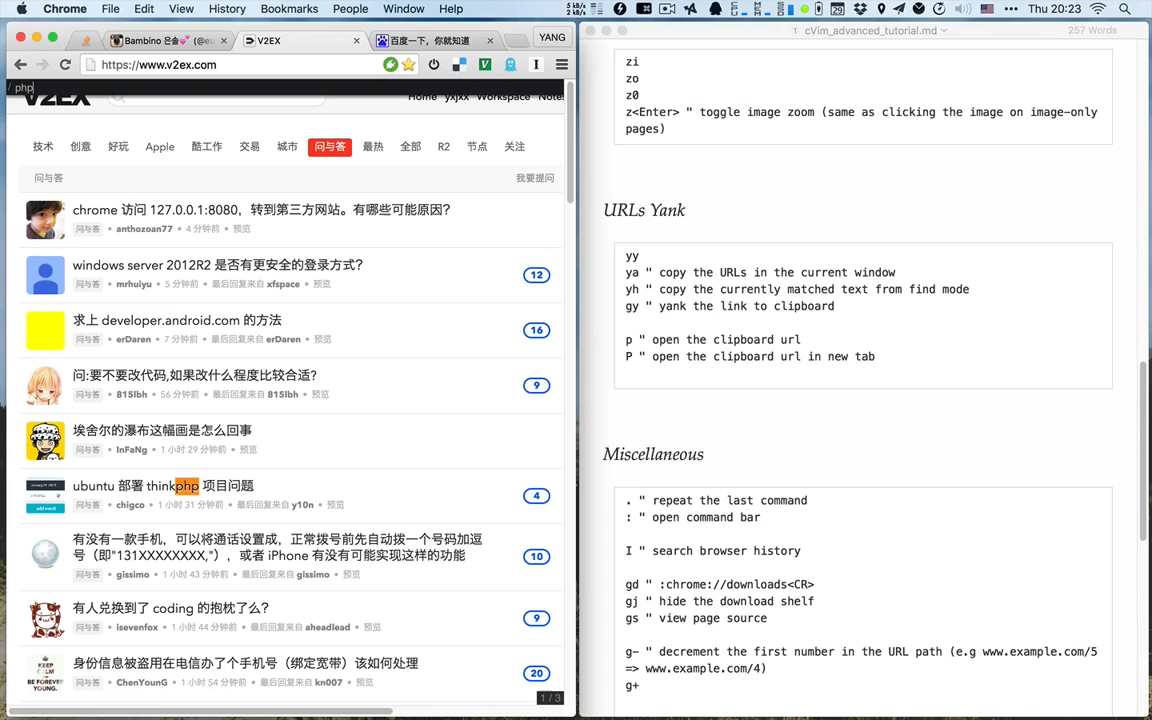 Chrome File Edit View History Bookmarks People Window Help
5 kB/s
2 kB/s
29
Thu 20:23
Bambino 은솔💕 (@eu
V2EX
百度一下，你就知道
YANG
https://www.v2ex.com
/ php
V2EX
Home yxjxx Workspace Note
技术 创意 好玩 Apple 酷工作 交易 城市 问与答 最热 全部 R2 节点 关注
问与答 我要提问
chrome 访问 127.0.0.1:8080，转到第三方网站。有哪些可能原因?
问与答 • anthozoan77 • 4 分钟前 • 预览
windows server 2012R2 是否有更安全的登录方式?
12
问与答 • mrhuiyu • 5 分钟前 • 最后回复来自 xfspace • 预览
求上 developer.android.com 的方法
16
问与答 • erDaren • 7 分钟前 • 最后回复来自 erDaren • 预览
问:要不要改代码,如果改什么程度比较合适?
9
问与答 • 815lbh • 56 分钟前 • 最后回复来自 815lbh • 预览
埃舍尔的瀑布这幅画是怎么回事
问与答 • InFaNg • 1 小时 29 分钟前 • 预览
ubuntu 部署 thinkphp 项目问题
4
问与答 • chigco • 1 小时 31 分钟前 • 最后回复来自 y10n • 预览
有没有一款手机，可以将通话设置成，正常拨号前先自动拨一个号码加逗
号（即"131XXXXXXXX,"），或者 iPhone 有没有可能实现这样的功能
10
问与答 • gissimo • 1 小时 43 分钟前 • 最后回复来自 gissimo • 预览
有人兑换到了 coding 的抱枕了么?
9
问与答 • isevenfox • 1 小时 44 分钟前 • 最后回复来自 aheadlead • 预览
KEEP
CALM
BE FOREVER
YOUNG.
身份信息被盗用在电信办了个手机号（绑定宽带）该如何处理
20
问与答 • ChenYounG • 1 小时 54 分钟前 • 最后回复来自 kn007 • 预览
1 / 3
cVim_advanced_tutorial.md
257 Words
zi
zo
z0
z<Enter> " toggle image zoom (same as clicking the image on image-only
pages)
URLs Yank
yy
ya " copy the URLs in the current window
yh " copy the currently matched text from find mode
gy " yank the link to clipboard
p " open the clipboard url
P " open the clipboard url in new tab
Miscellaneous
. " repeat the last command
: " open command bar
I " search browser history
gd " :chrome://downloads<CR>
gj " hide the download shelf
gs " view page source
g- " decrement the first number in the URL path (e.g www.example.com/5
=> www.example.com/4)
g+